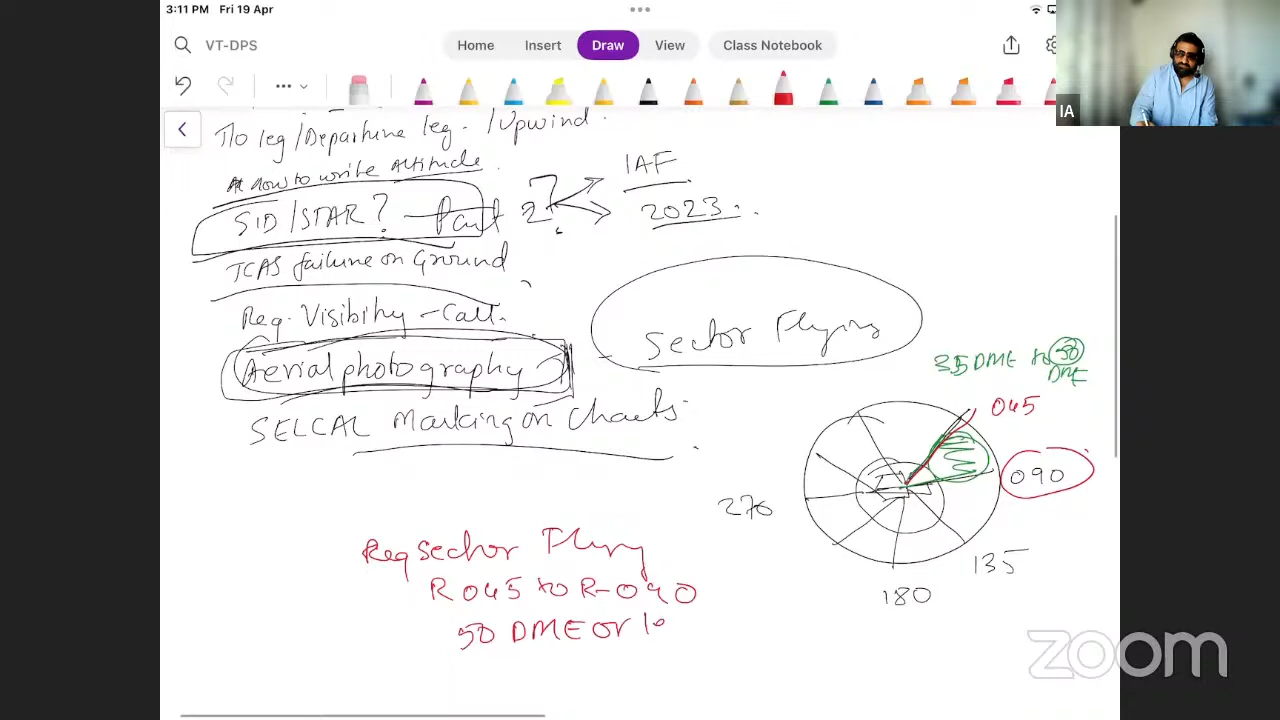 3:11 PM Fri 19 Apr
VT-DPS
Home Insert Draw View Class Notebook
IA
T/o leg/Departure leg. /Upwind.
how to write Altitude.
SID/STAR? Part 2?
IAF
2023
TCAS failure on Ground
Req. Visibility - Call.
Aerial photography
SELCAL Marking on Charts
Sector Flying
35 DME to 50 DME
045
090
135
180
270
Req Sector Flying
R 045 to R-090
50 DME or 10
zoom